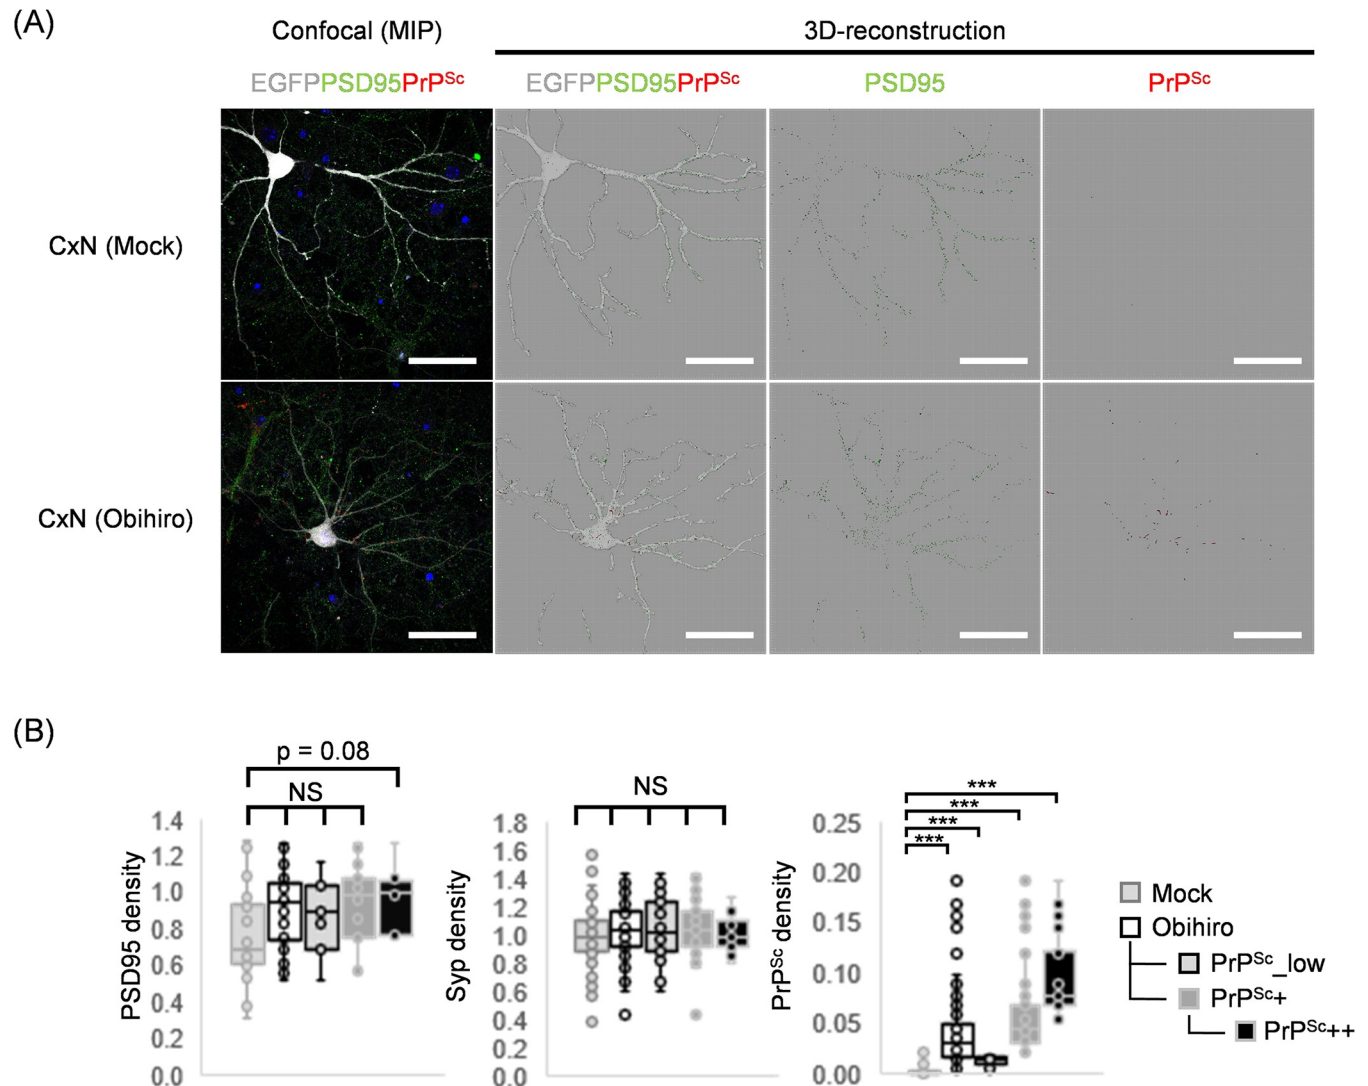 (A)
Confocal (MIP)
3D-reconstruction
EGFPPSD95PrPSc
EGFPPSD95PrPSc
PSD95
PrPSc
CxN (Mock)
CxN (Obihiro)
(B)
p = 0.08
NS
PSD95 density
1.4
1.2
1.0
0.8
0.6
0.4
0.2
0.0
NS
Syp density
1.8
1.6
1.4
1.2
1.0
0.8
0.6
0.4
0.2
0.0
***
***
***
***
PrPSc density
0.25
0.20
0.15
0.10
0.05
0.00
Mock
Obihiro
PrPSc_low
PrPSc+
PrPSc++